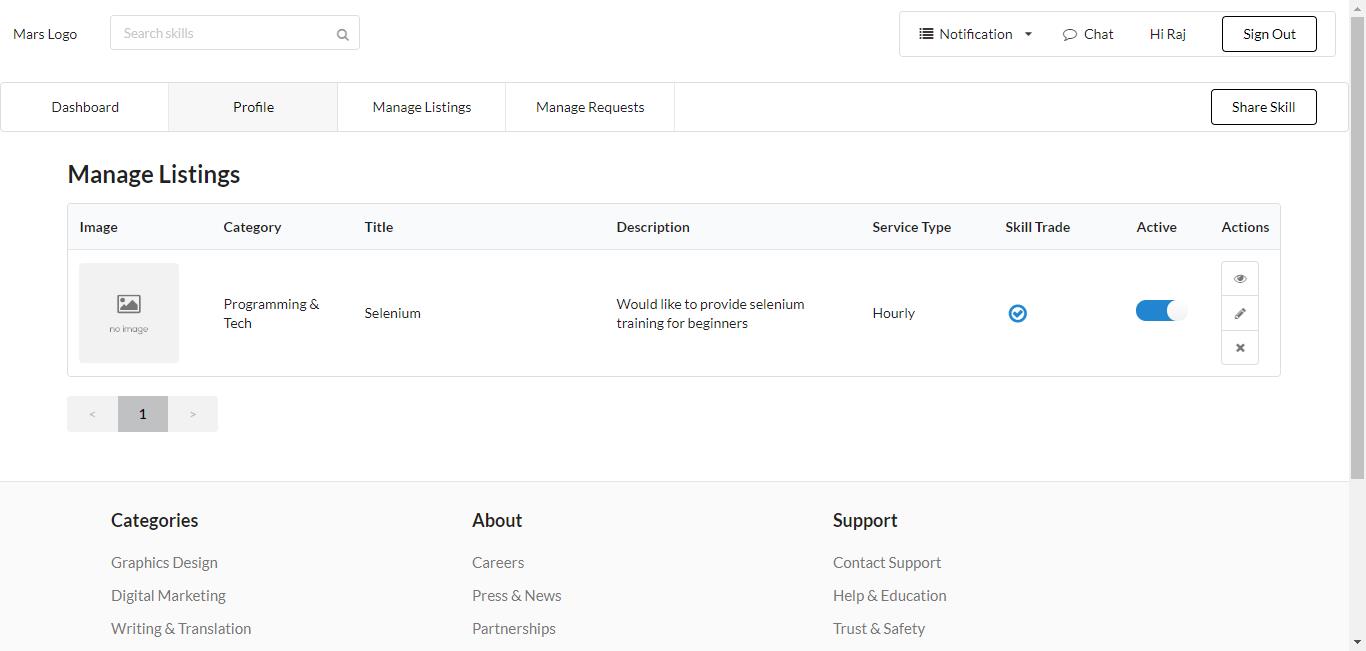 Mars Logo
Search skills
Notification
Chat
Hi Raj
Sign Out
Dashboard
Profile
Manage Listings
Manage Requests
Share Skill
Manage Listings
Image
Category
Title
Description
Service Type
Skill Trade
Active
Actions
no image
Programming &
Tech
Selenium
Would like to provide selenium
training for beginners
Hourly
<
1
>
Categories
Graphics Design
Digital Marketing
Writing & Translation
About
Careers
Press & News
Partnerships
Support
Contact Support
Help & Education
Trust & Safety